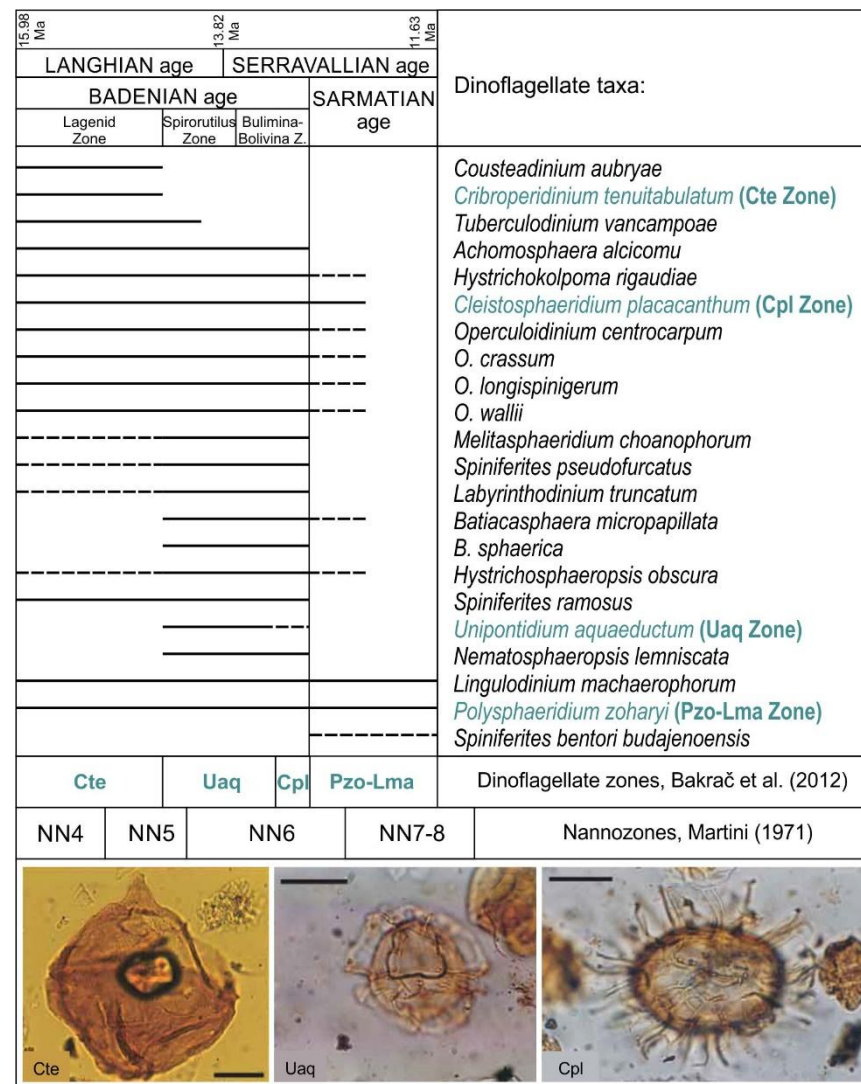 15.98 Ma
13.82 Ma
11.63 Ma
LANGHIAN age
SERRAVALLIAN age
BADENIAN age
SARMATIAN
age
Lagenid
Zone
Spirorutilus
Zone
Bulimina-
Bolivina Z.
Dinoflagellate taxa:
Cousteadinium aubryae
Cribroperidinium tenuitabulatum (Cte Zone)
Tuberculodinium vancampoae
Achomosphaera alcicomu
Hystrichokolpoma rigaudiae
Cleistosphaeridium placacanthum (Cpl Zone)
Operculoidinium centrocarpum
O. crassum
O. longispinigerum
O. wallii
Melitasphaeridium choanophorum
Spiniferites pseudofurcatus
Labyrinthodinium truncatum
Batiacasphaera micropapillata
B. sphaerica
Hystrichosphaeropsis obscura
Spiniferites ramosus
Unipontidium aquaeductum (Uaq Zone)
Nematosphaeropsis lemniscata
Lingulodinium machaerophorum
Polysphaeridium zoharyi (Pzo-Lma Zone)
Spiniferites bentori budajenoensis
Cte Uaq Cpl Pzo-Lma Dinoflagellate zones, Bakrač et al. (2012)
NN4 NN5 NN6 NN7-8 Nannozones, Martini (1971)
Cte
Uaq
Cpl